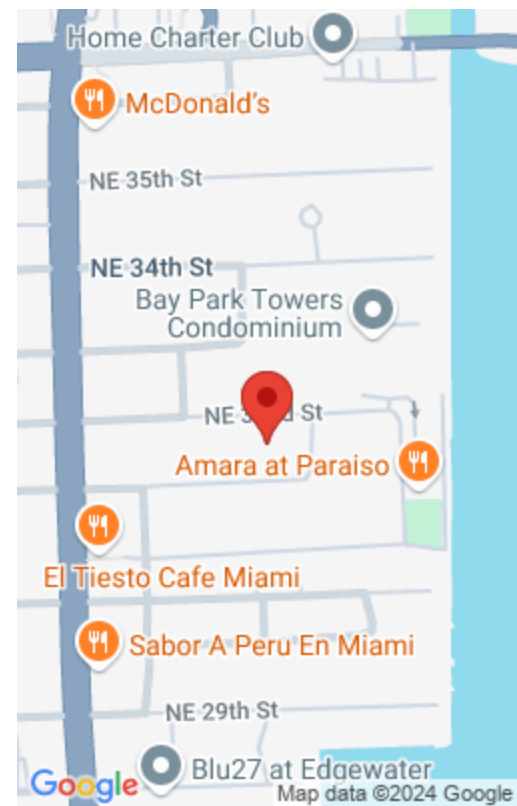 Home Charter Club
McDonald's
NE 35th St
NE 34th St
Bay Park Towers
Condominium
NE St
Amara at Paraiso
El Tiesto Cafe Miami
Sabor A Peru En Miami
NE 29th St
Blu27 at Edgewater
Google
Map data ©2024 Google